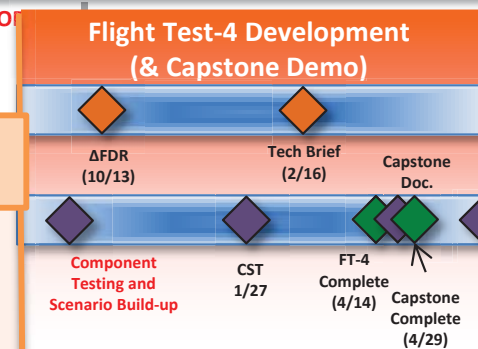 Flight Test-4 Development
(& Capstone Demo)
ΔFDR
(10/13)
Tech Brief
(2/16)
Capstone
Doc.
Component
Testing and
Scenario Build-up
CST
1/27
FT-4
Complete
(4/14)
Capstone
Complete
(4/29)